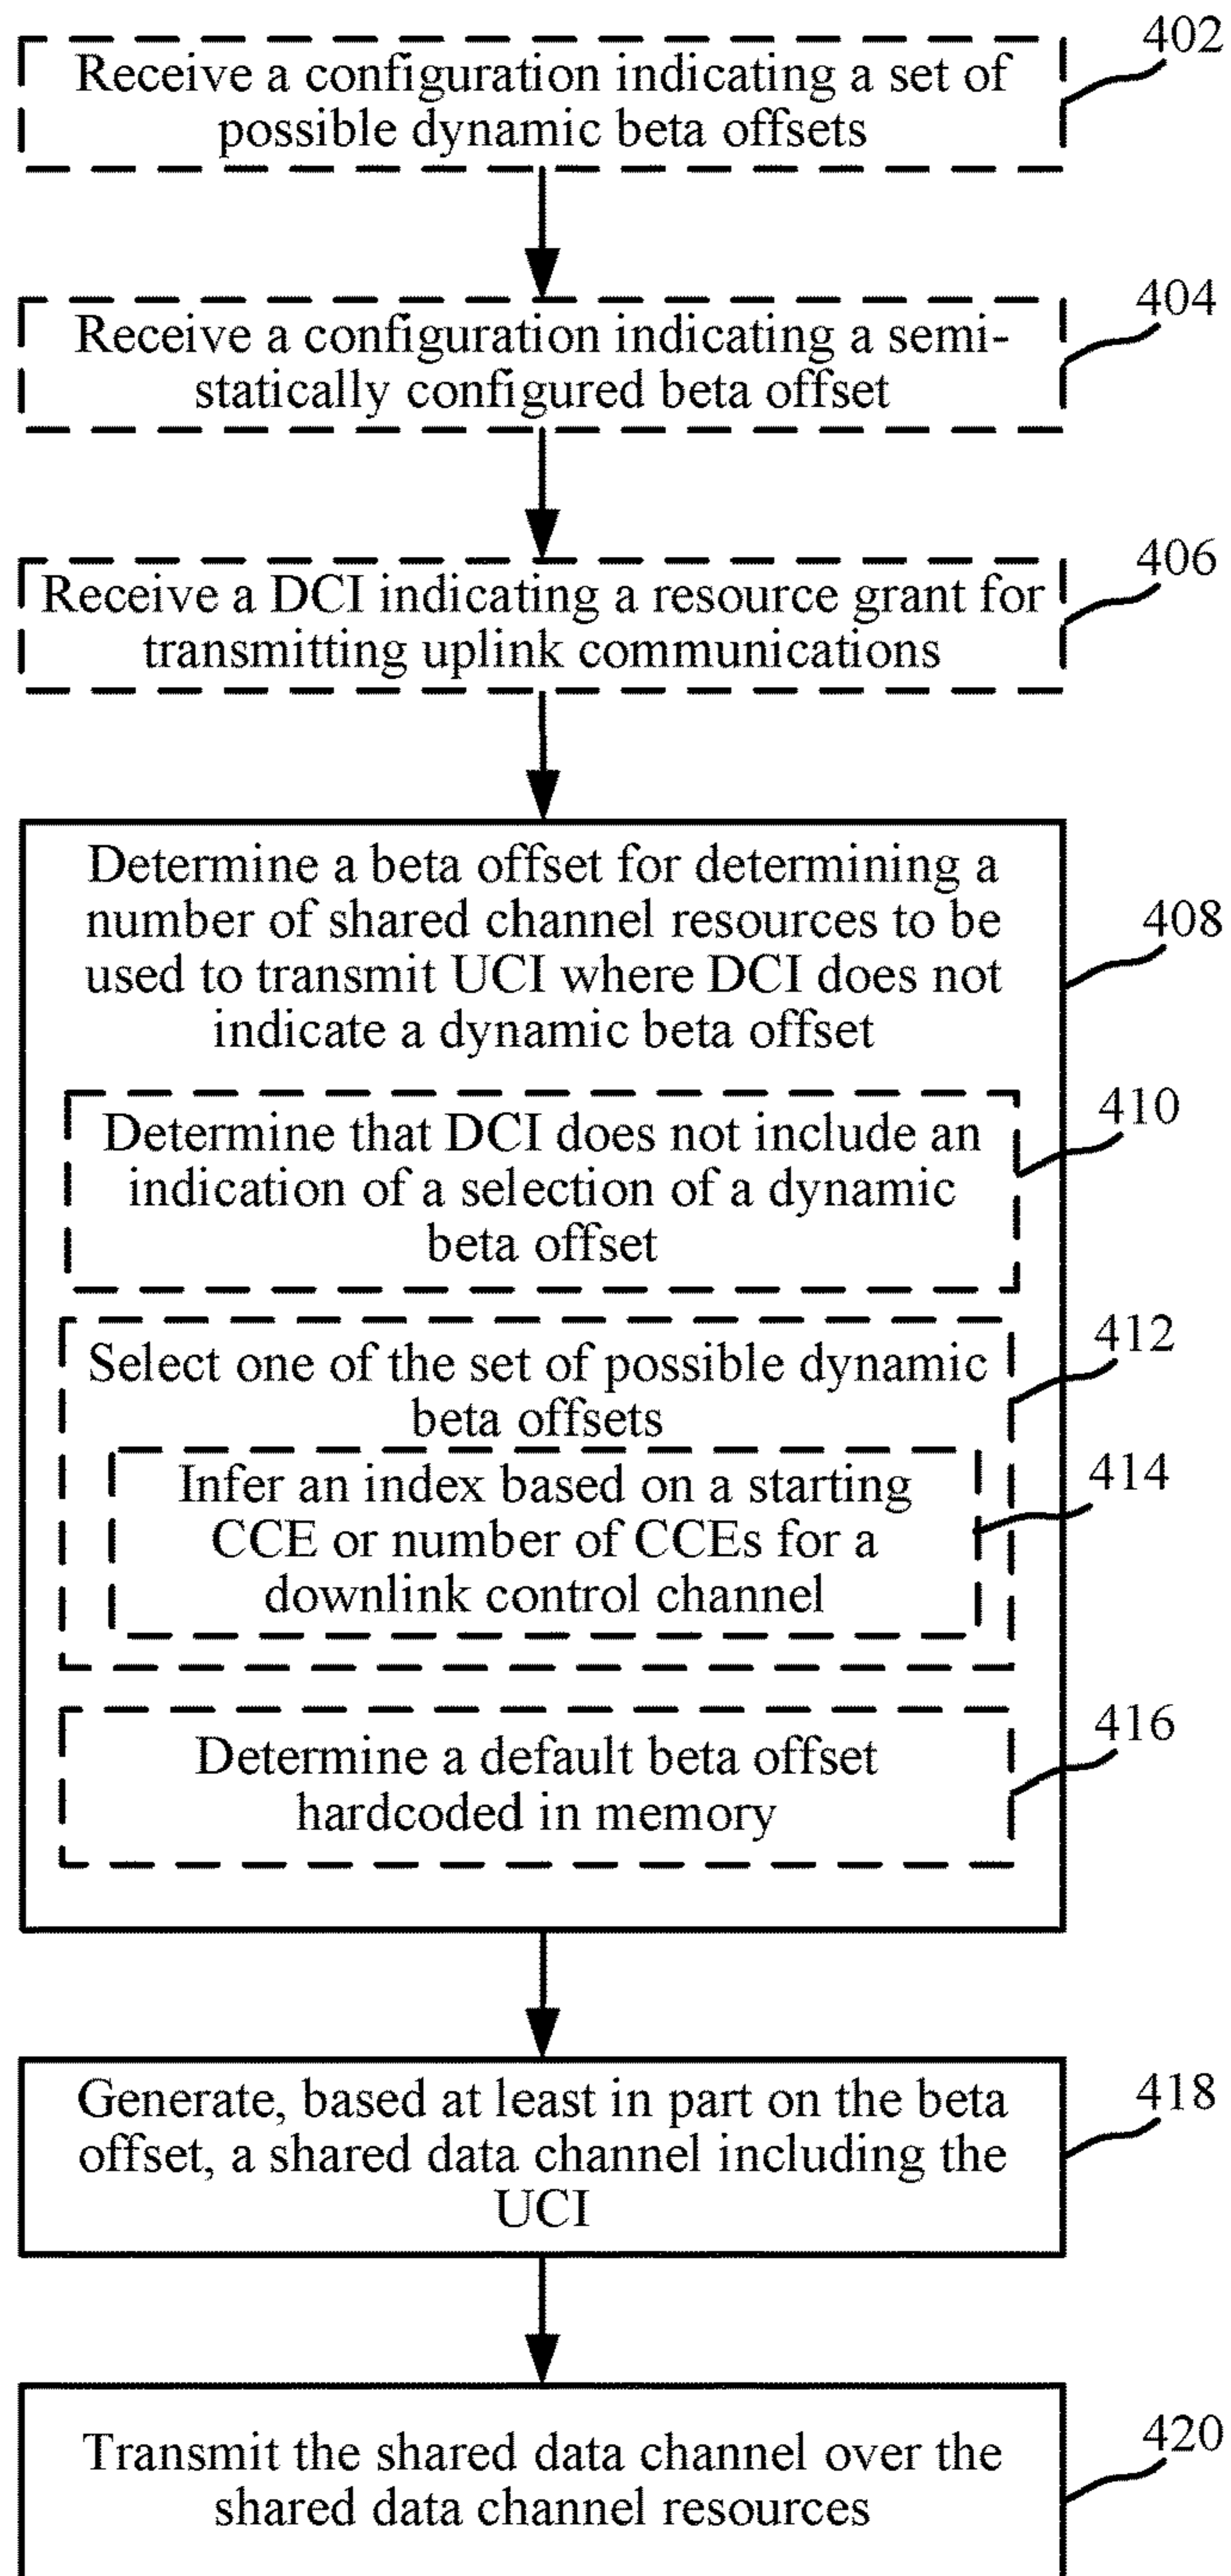 402
Receive a configuration indicating a set of
possible dynamic beta offsets
404
Receive a configuration indicating a semi-
statically configured beta offset
406
Receive a DCI indicating a resource grant for
transmitting uplink communications
408
Determine a beta offset for determining a
number of shared channel resources to be
used to transmit UCI where DCI does not
indicate a dynamic beta offset
410
Determine that DCI does not include an
indication of a selection of a dynamic
beta offset
412
Select one of the set of possible dynamic
beta offsets
414
Infer an index based on a starting
CCE or number of CCEs for a
downlink control channel
416
Determine a default beta offset
hardcoded in memory
418
Generate, based at least in part on the beta
offset, a shared data channel including the
UCI
420
Transmit the shared data channel over the
shared data channel resources